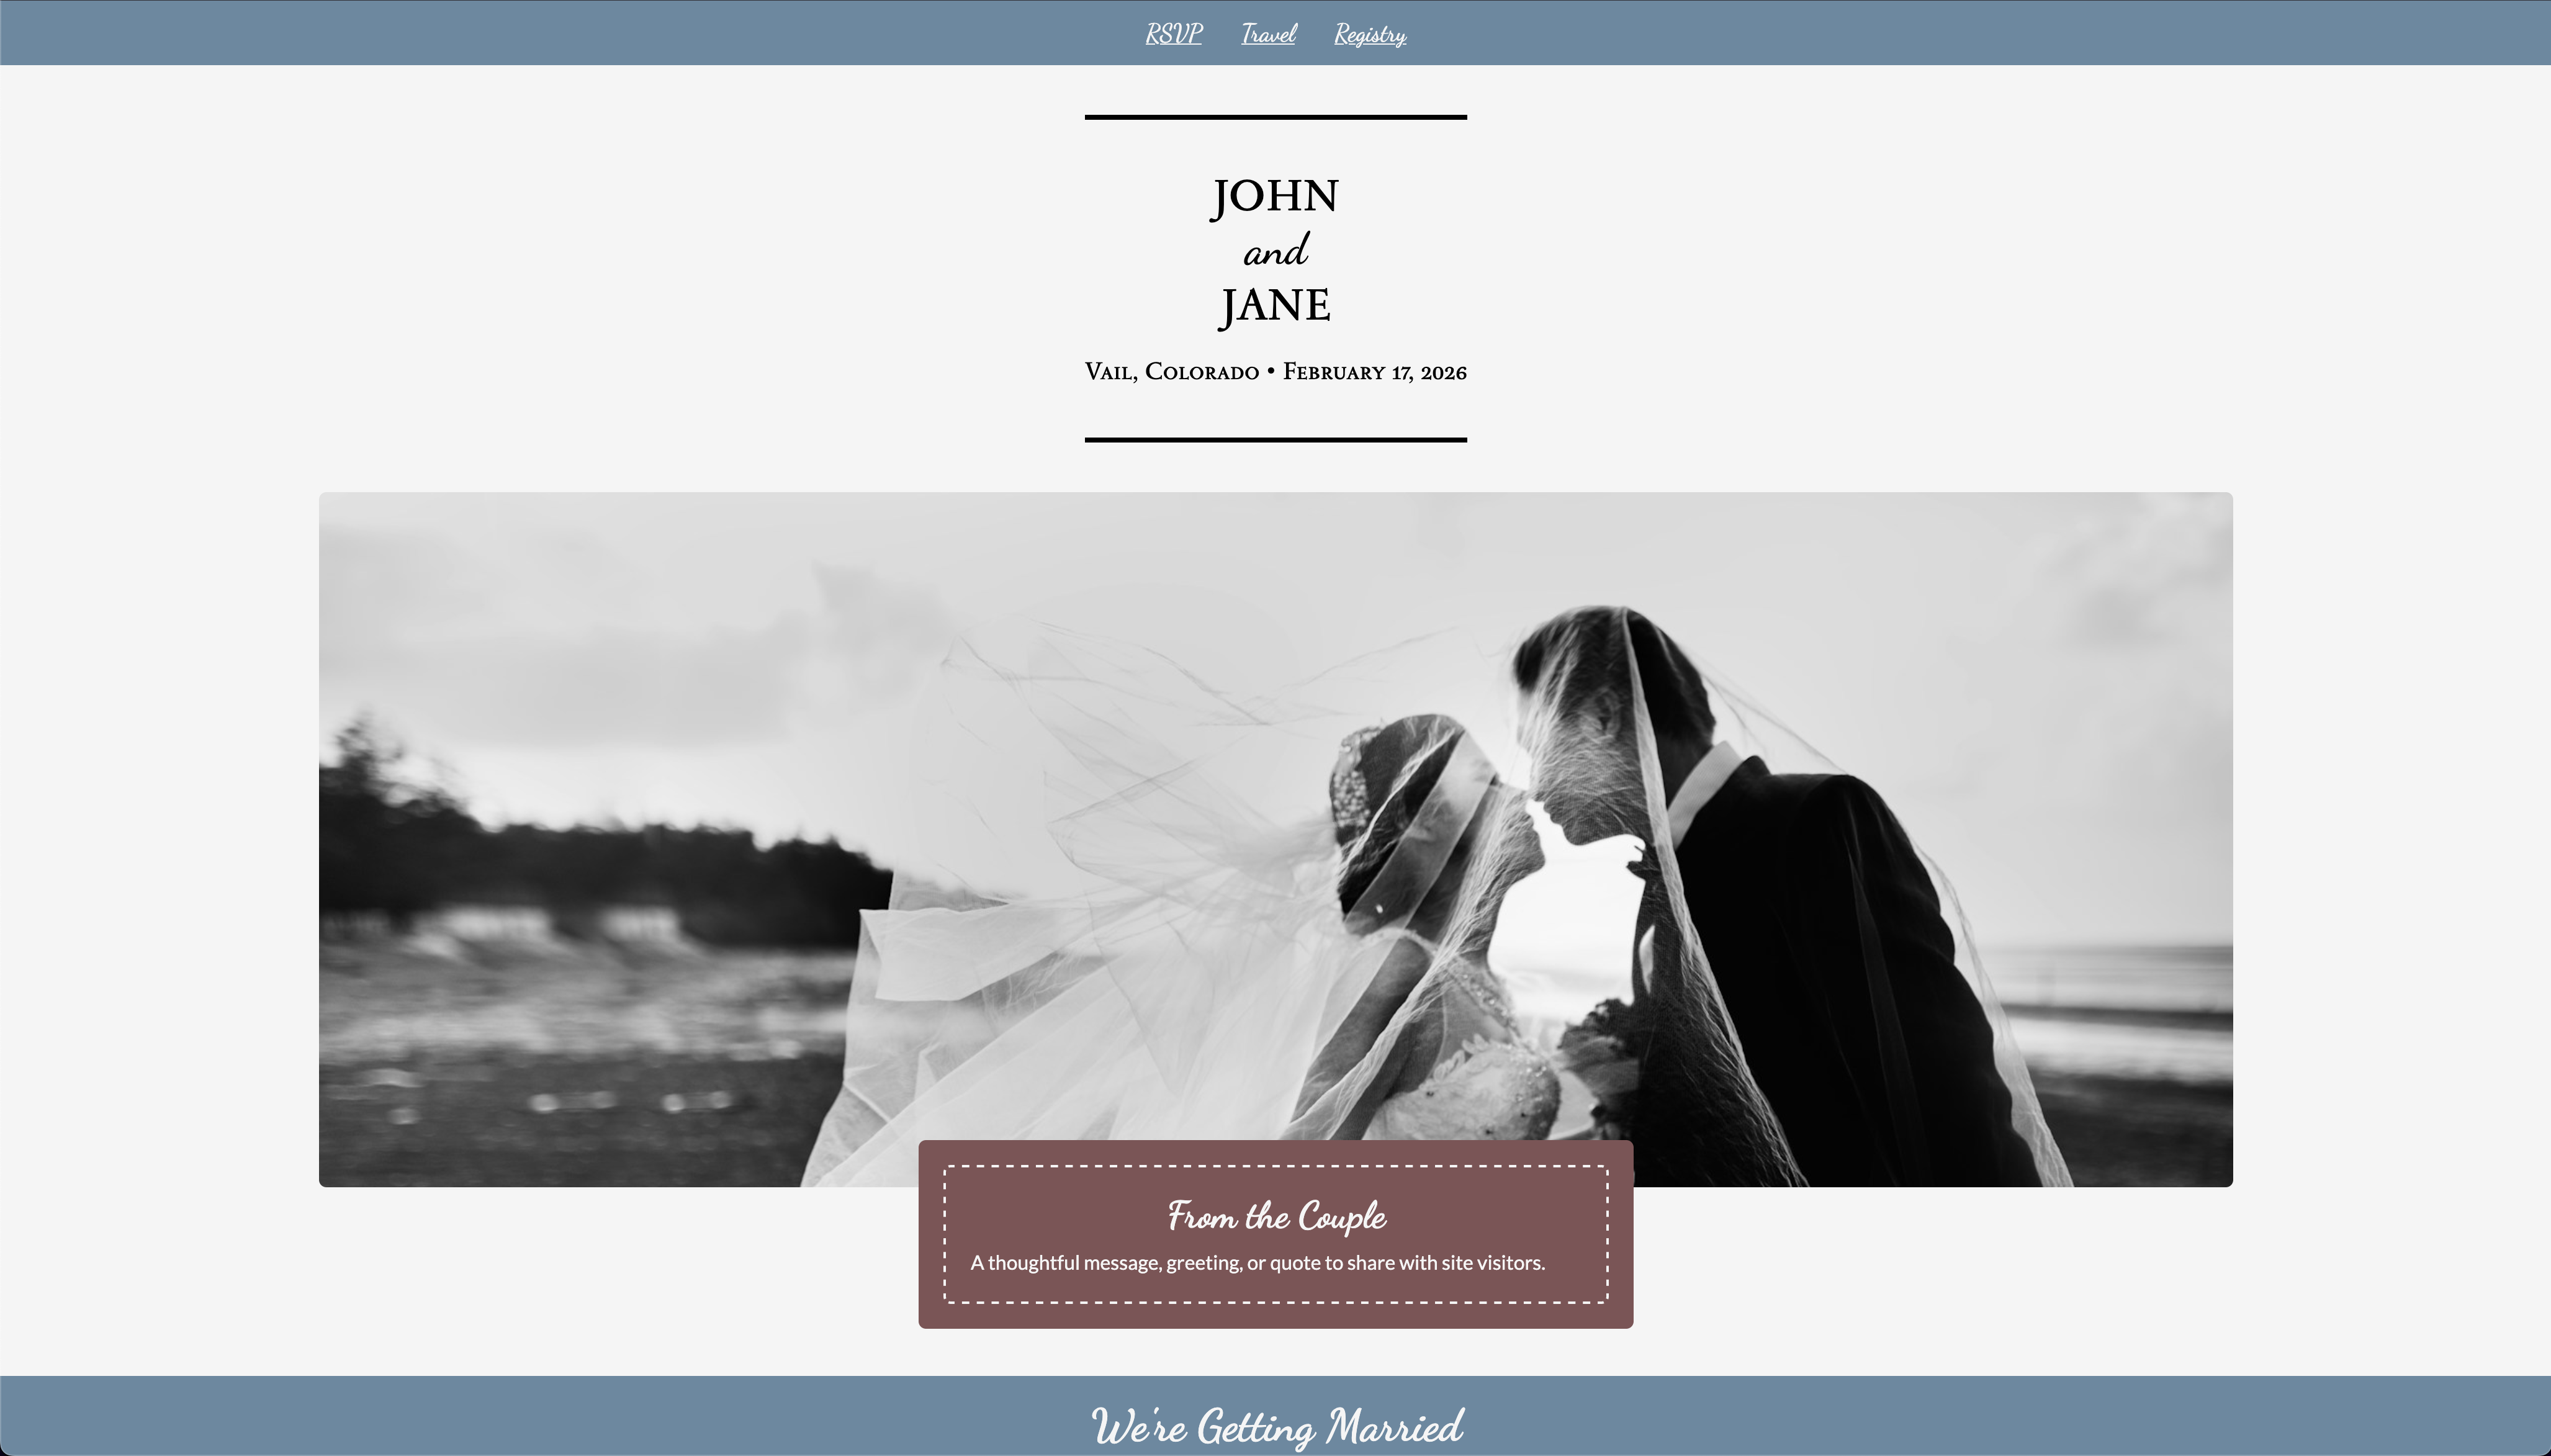 RSVP Travel Registry
JOHN
and
JANE
Vail, Colorado • February 17, 2026
From the Couple
A thoughtful message, greeting, or quote to share with site visitors.
We're Getting Married